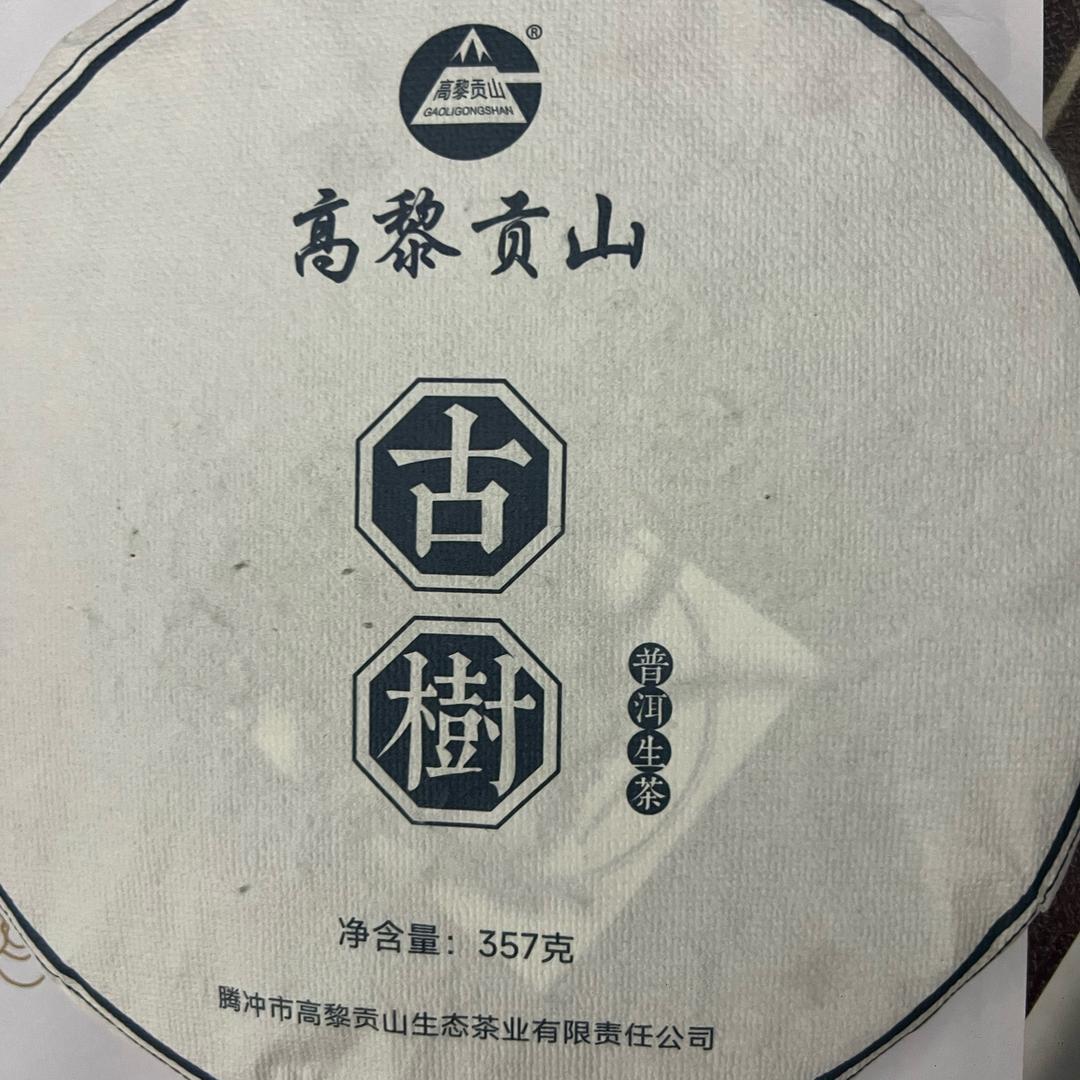 ®
高黎贡山
GAOLIGONGSHAN
高黎贡山
古
樹
普洱生茶
净含量：357克
腾冲市高黎贡山生态茶业有限责任公司